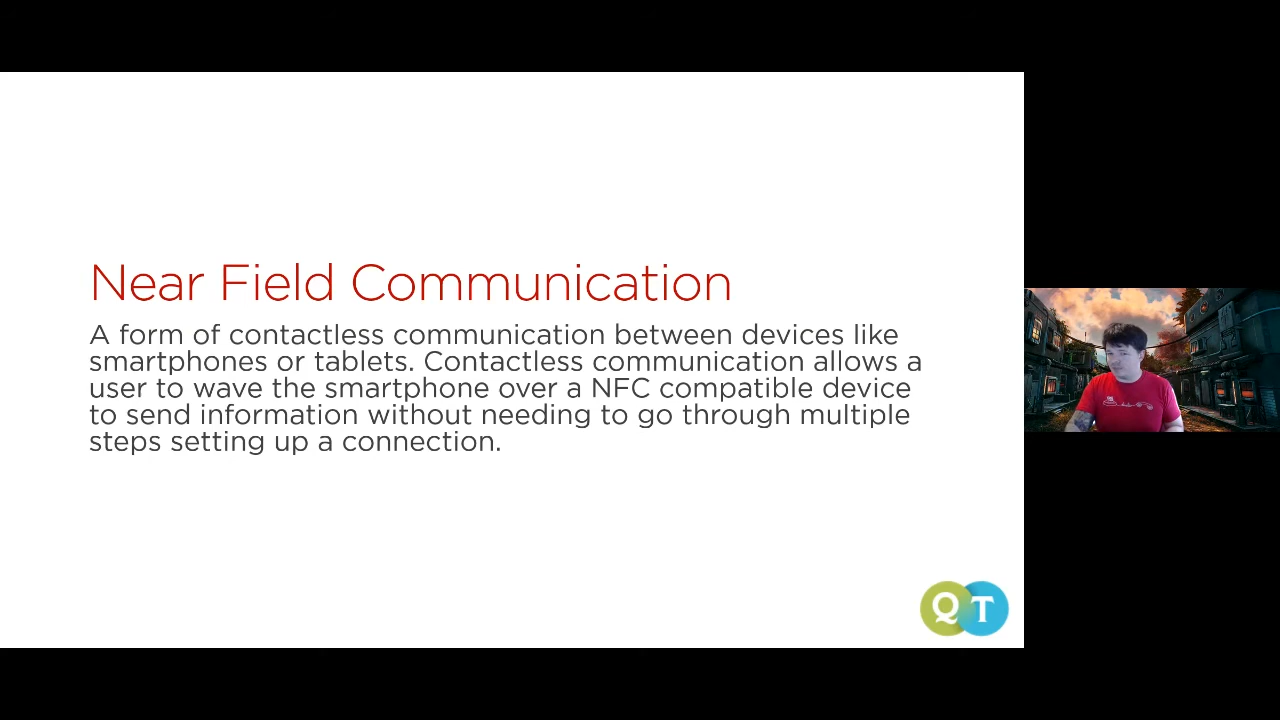 Near Field Communication
A form of contactless communication between devices like
smartphones or tablets. Contactless communication allows a
user to wave the smartphone over a NFC compatible device
to send information without needing to go through multiple
steps setting up a connection.
QT